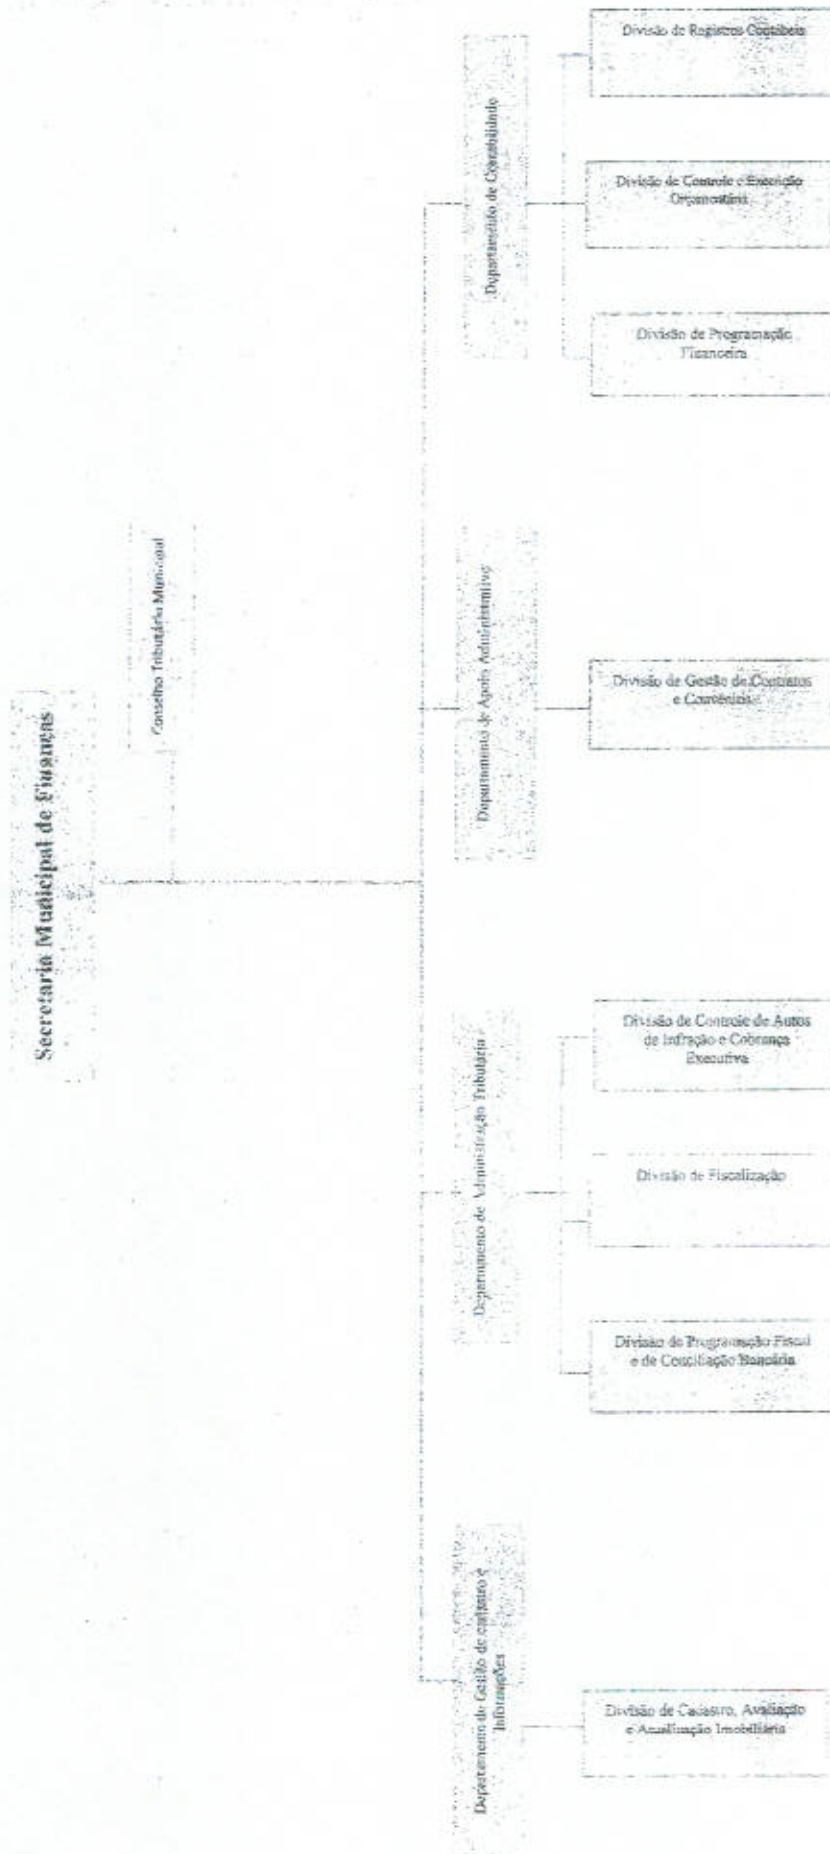 Secretaria Municipal de Finanças
Conselho Tributário Municipal
Departamento de Contabilidade
Divisão de Registros Contábeis
Divisão de Controle e Execução
Orçamentária
Divisão de Programação
Financeira
Departamento de Apoio Administrativo
Divisão de Gestão de Contratos
e Convênios
Departamento de Administração Tributária
Divisão de Controle de Autos
de Infração e Cobrança
Executiva
Divisão de Fiscalização
Divisão de Programação Fiscal
e de Conciliação Bancária
Departamento de Gestão de cadastro e
Informações
Divisão de Cadastro, Avaliação
e Atualização Imobiliária